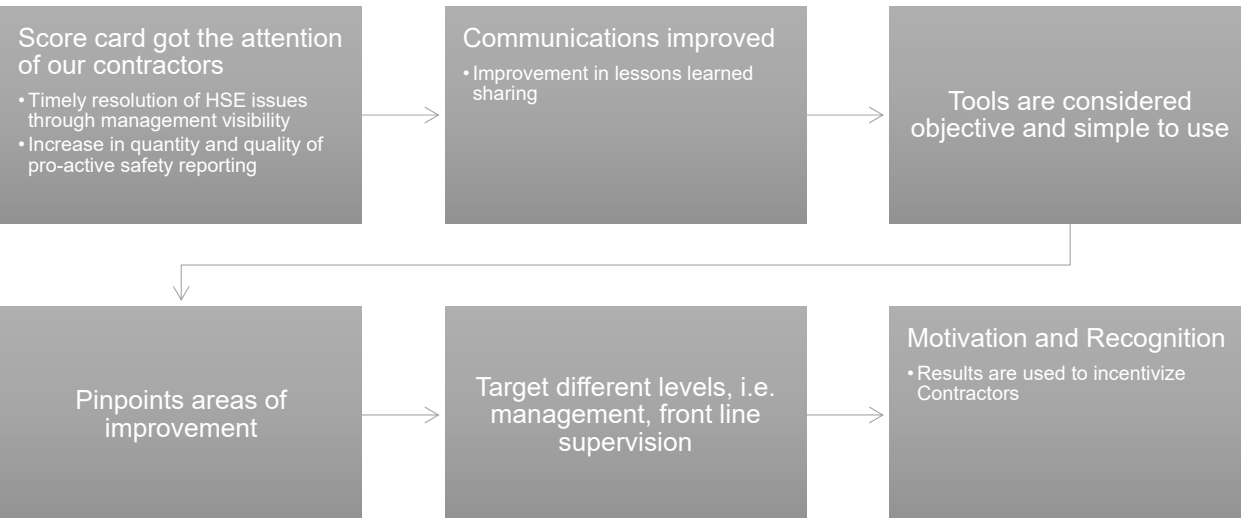 Score card got the attention
of our contractors
• Timely resolution of HSE issues
through management visibility
• Increase in quantity and quality of
pro-active safety reporting
Communications improved
• Improvement in lessons learned
sharing
Tools are considered
objective and simple to use
Pinpoints areas of
improvement
Target different levels, i.e.
management, front line
supervision
Motivation and Recognition
• Results are used to incentivize
Contractors